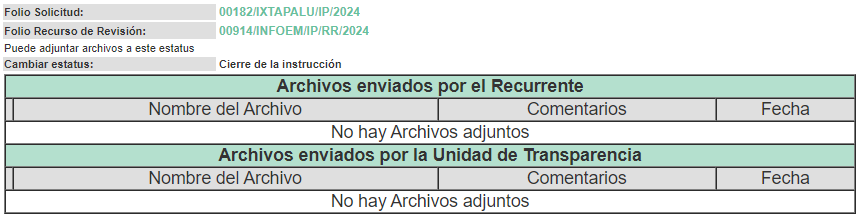 Folio Solicitud: 00182/IXTAPALU/IP/2024
Folio Recurso de Revisión: 00914/INFOEM/IP/RR/2024
Puede adjuntar archivos a este estatus
Cambiar estatus: Cierre de la instrucción
Archivos enviados por el Recurrente
Nombre del Archivo Comentarios Fecha
No hay Archivos adjuntos
Archivos enviados por la Unidad de Transparencia
Nombre del Archivo Comentarios Fecha
No hay Archivos adjuntos